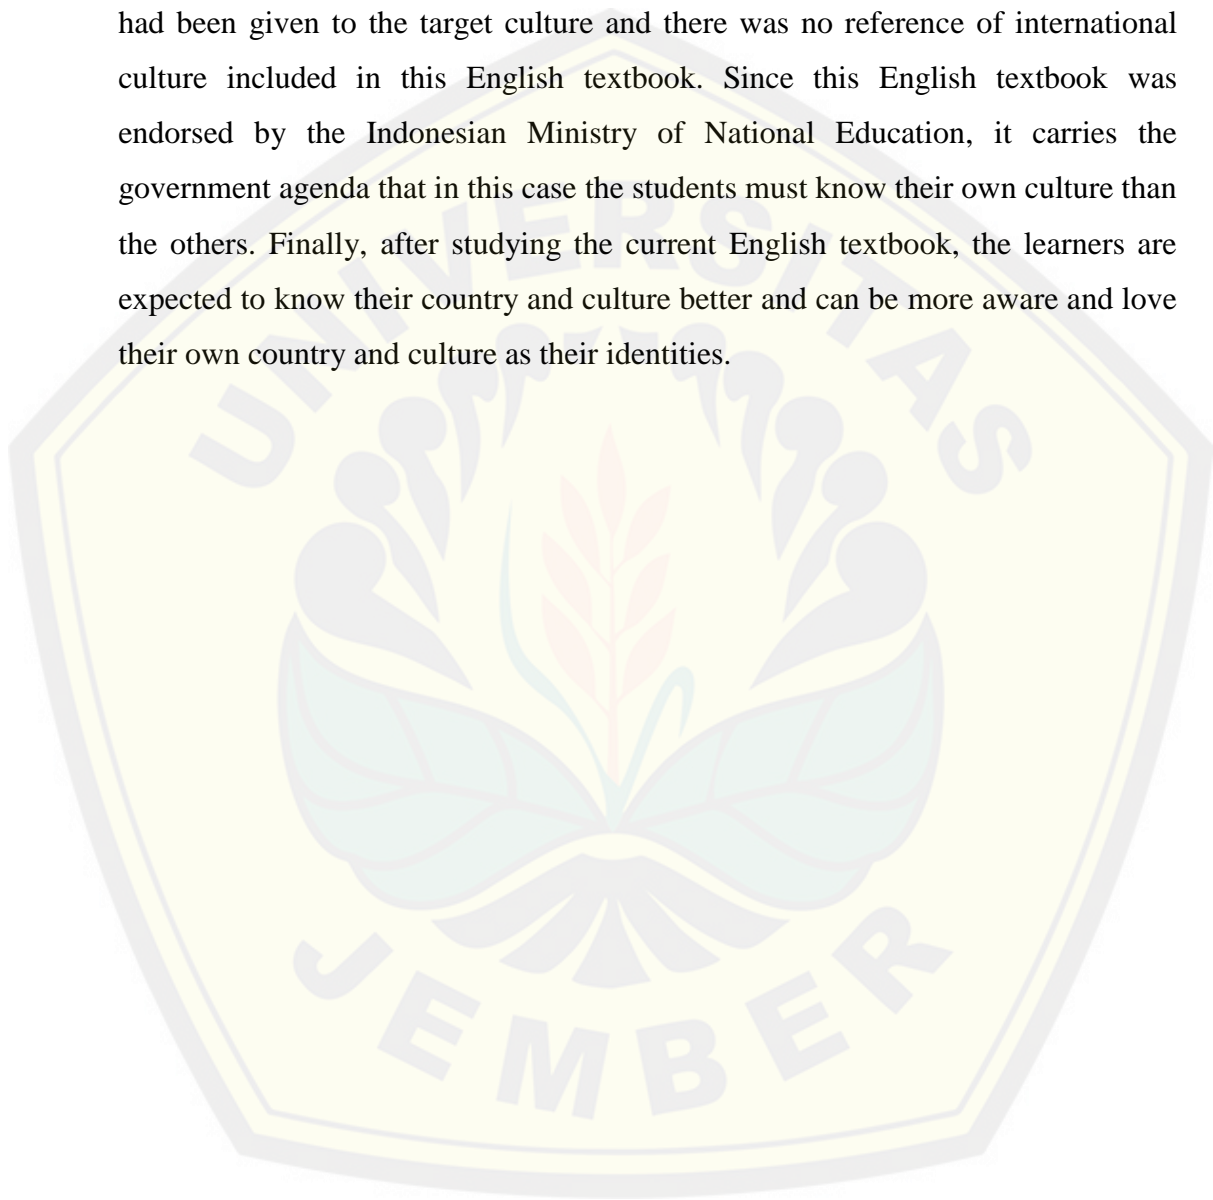 had been given to the target culture and there was no reference of international
culture included in this English textbook. Since this English textbook was
endorsed by the Indonesian Ministry of National Education, it carries the
government agenda that in this case the students must know their own culture than
the others. Finally, after studying the current English textbook, the learners are
expected to know their country and culture better and can be more aware and love
their own country and culture as their identities.
UNIVERSITAS
JEMBER